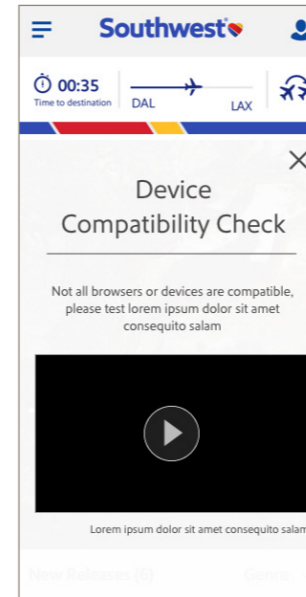 Southwest
00:35
Time to destination
DAL
LAX
Device
Compatibility Check
Not all browsers or devices are compatible,
please test lorem ipsum dolor sit amet
consequito salam
Lorem ipsum dolor sit amet consequito salam
New Releases (6)
Genre